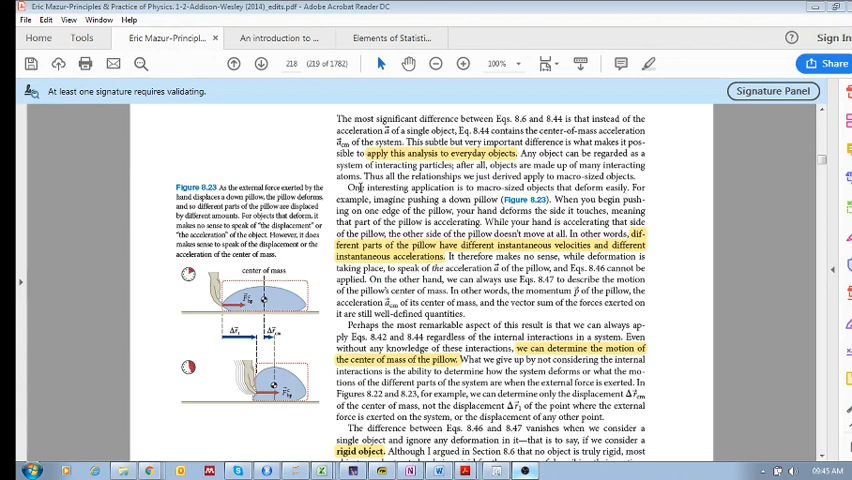 Eric Mazur-Principles & Practice of Physics. 1-2-Addison-Wesley (2014)_edits.pdf - Adobe Acrobat Reader DC
File Edit View Window Help
Home Tools Eric Mazur-Principl... × An introduction to ... Elements of Statisti... Sign In
218 (219 of 1782) 100% Share
At least one signature requires validating. Signature Panel
The most significant difference between Eqs. 8.6 and 8.44 is that instead of the
acceleration a⃗ of a single object, Eq. 8.44 contains the center-of-mass acceleration
a⃗cm of the system. This subtle but very important difference is what makes it pos-
sible to apply this analysis to everyday objects. Any object can be regarded as a
system of interacting particles; after all, objects are made up of many interacting
atoms. Thus all the relationships we just derived apply to macro-sized objects.
One interesting application is to macro-sized objects that deform easily. For
example, imagine pushing a down pillow (Figure 8.23). When you begin push-
ing on one edge of the pillow, your hand deforms the side it touches, meaning
that part of the pillow is accelerating. While your hand is accelerating that side
of the pillow, the other side of the pillow doesn't move at all. In other words, dif-
ferent parts of the pillow have different instantaneous velocities and different
instantaneous accelerations. It therefore makes no sense, while deformation is
taking place, to speak of the acceleration a⃗ of the pillow, and Eqs. 8.46 cannot be
applied. On the other hand, we can always use Eqs. 8.47 to describe the motion
of the pillow's center of mass. In other words, the momentum p⃗ of the pillow, the
acceleration a⃗cm of its center of mass, and the vector sum of the forces exerted on
it are still well-defined quantities.
Perhaps the most remarkable aspect of this result is that we can always ap-
ply Eqs. 8.42 and 8.44 regardless of the internal interactions in a system. Even
without any knowledge of these interactions, we can determine the motion of
the center of mass of the pillow. What we give up by not considering the internal
interactions is the ability to determine how the system deforms or what the mo-
tions of the different parts of the system are when the external force is exerted. In
Figures 8.22 and 8.23, for example, we can determine only the displacement Δr⃗cm
of the center of mass, not the displacement Δr⃗1 of the point where the external
force is exerted on the system, or the displacement of any other point.
The difference between Eqs. 8.46 and 8.47 vanishes when we consider a
single object and ignore any deformation in it—that is to say, if we consider a
rigid object. Although I argued in Section 8.6 that no object is truly rigid, most
Figure 8.23 As the external force exerted by the
hand displaces a down pillow, the pillow deforms,
and so different parts of the pillow are displaced
by different amounts. For objects that deform, it
makes no sense to speak of "the displacement" or
"the acceleration" of the object. However, it does
makes sense to speak of the displacement or the
acceleration of the center of mass.
center of mass
Δr⃗1 Δr⃗cm
09:45 AM